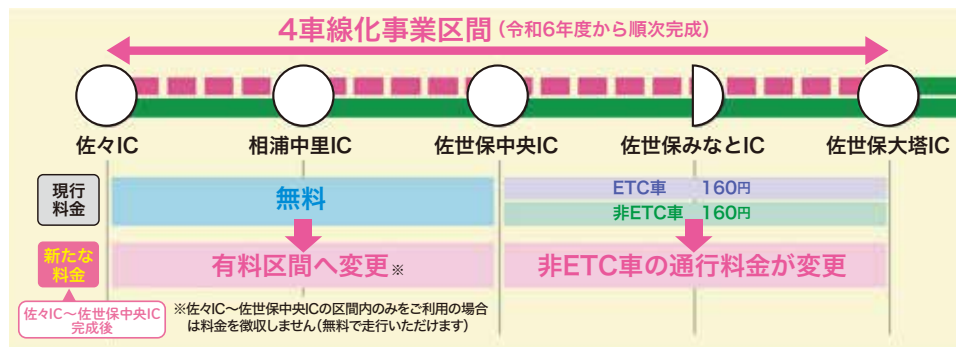 4車線化事業区間(令和6年度から順次完成)
佐々IC
相浦中里IC
佐世保中央IC
佐世保みなとIC
佐世保大塔IC
現行
料金
無料
ETC車 160円
非ETC車 160円
新たな
料金
有料区間へ変更※
非ETC車の通行料金が変更
佐々IC〜佐世保中央IC
完成後
※佐々IC〜佐世保中央ICの区間内のみをご利用の場合
は料金を徴収しません(無料で走行いただけます)